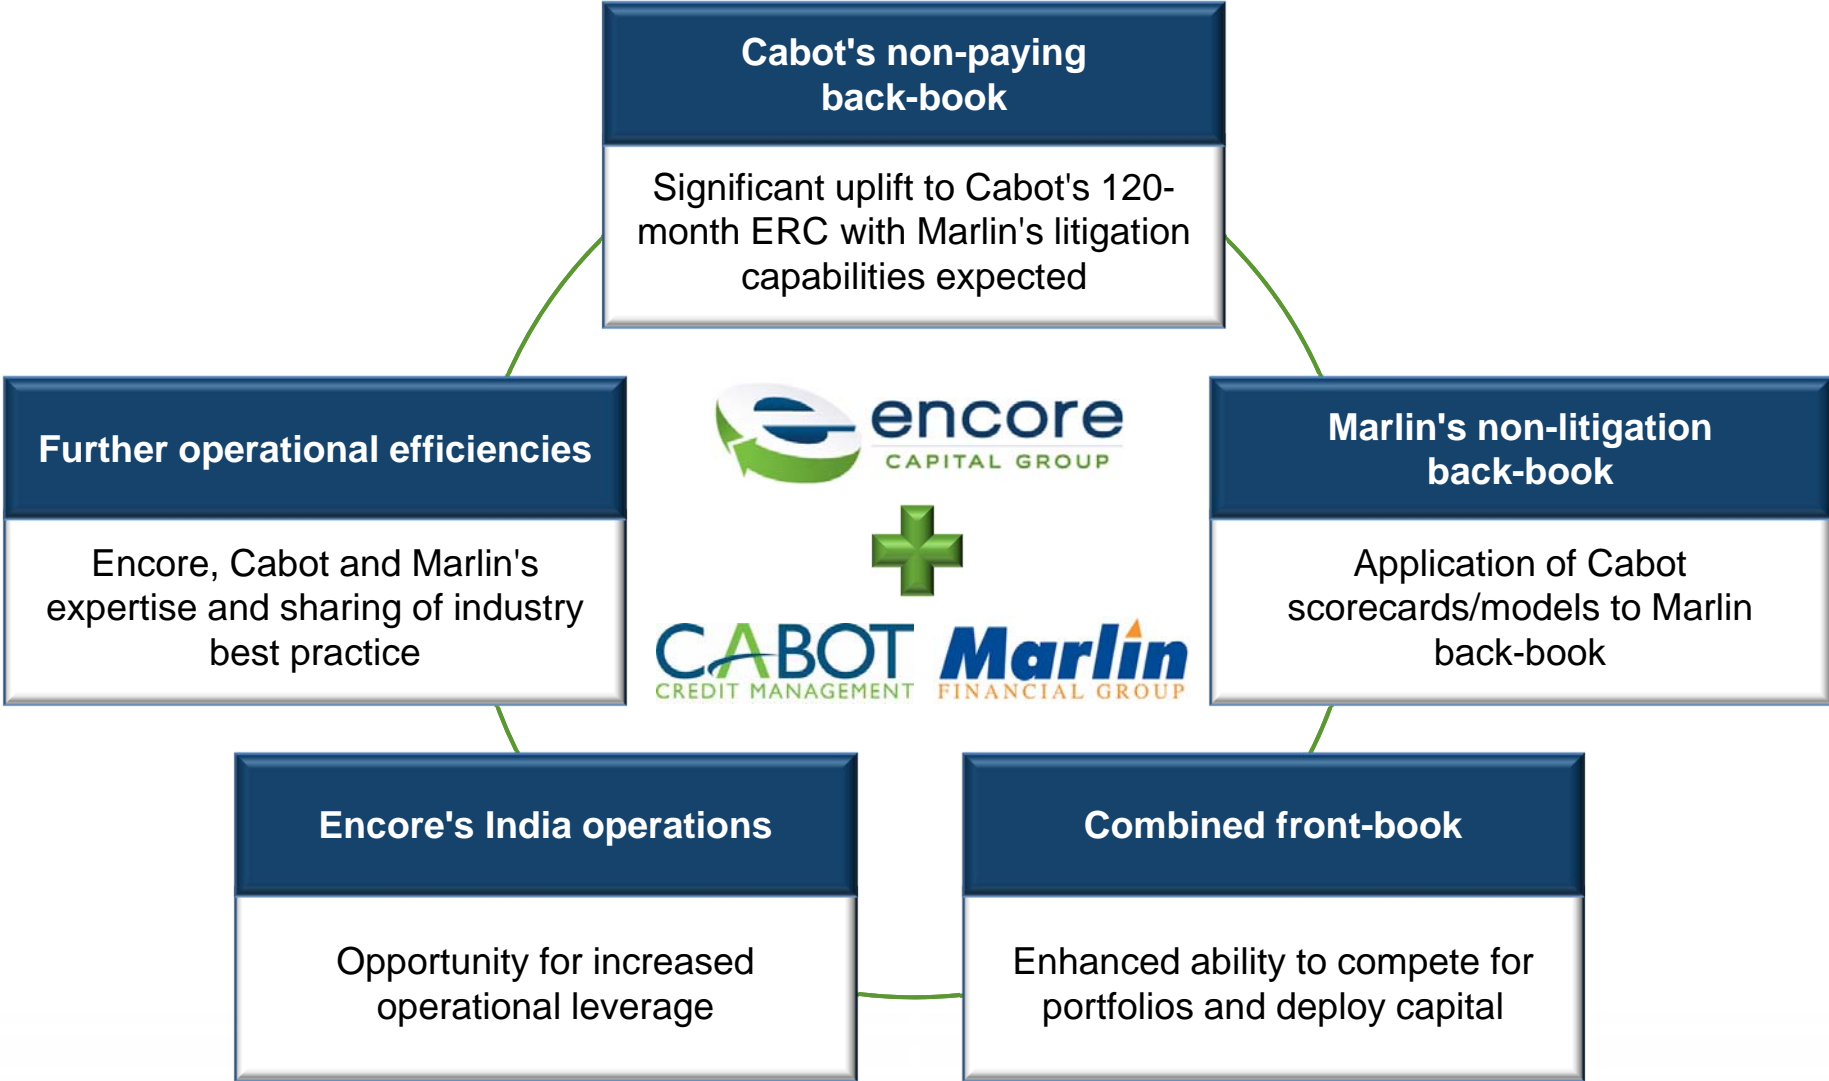 Cabot's non-paying
back-book
Significant uplift to Cabot's 120-
month ERC with Marlin's litigation
capabilities expected
Further operational efficiencies
Encore, Cabot and Marlin's
expertise and sharing of industry
best practice
encore
CAPITAL GROUP
CABOT
CREDIT MANAGEMENT
Marlin
FINANCIAL GROUP
Marlin's non-litigation
back-book
Application of Cabot
scorecards/models to Marlin
back-book
Encore's India operations
Opportunity for increased
operational leverage
Combined front-book
Enhanced ability to compete for
portfolios and deploy capital